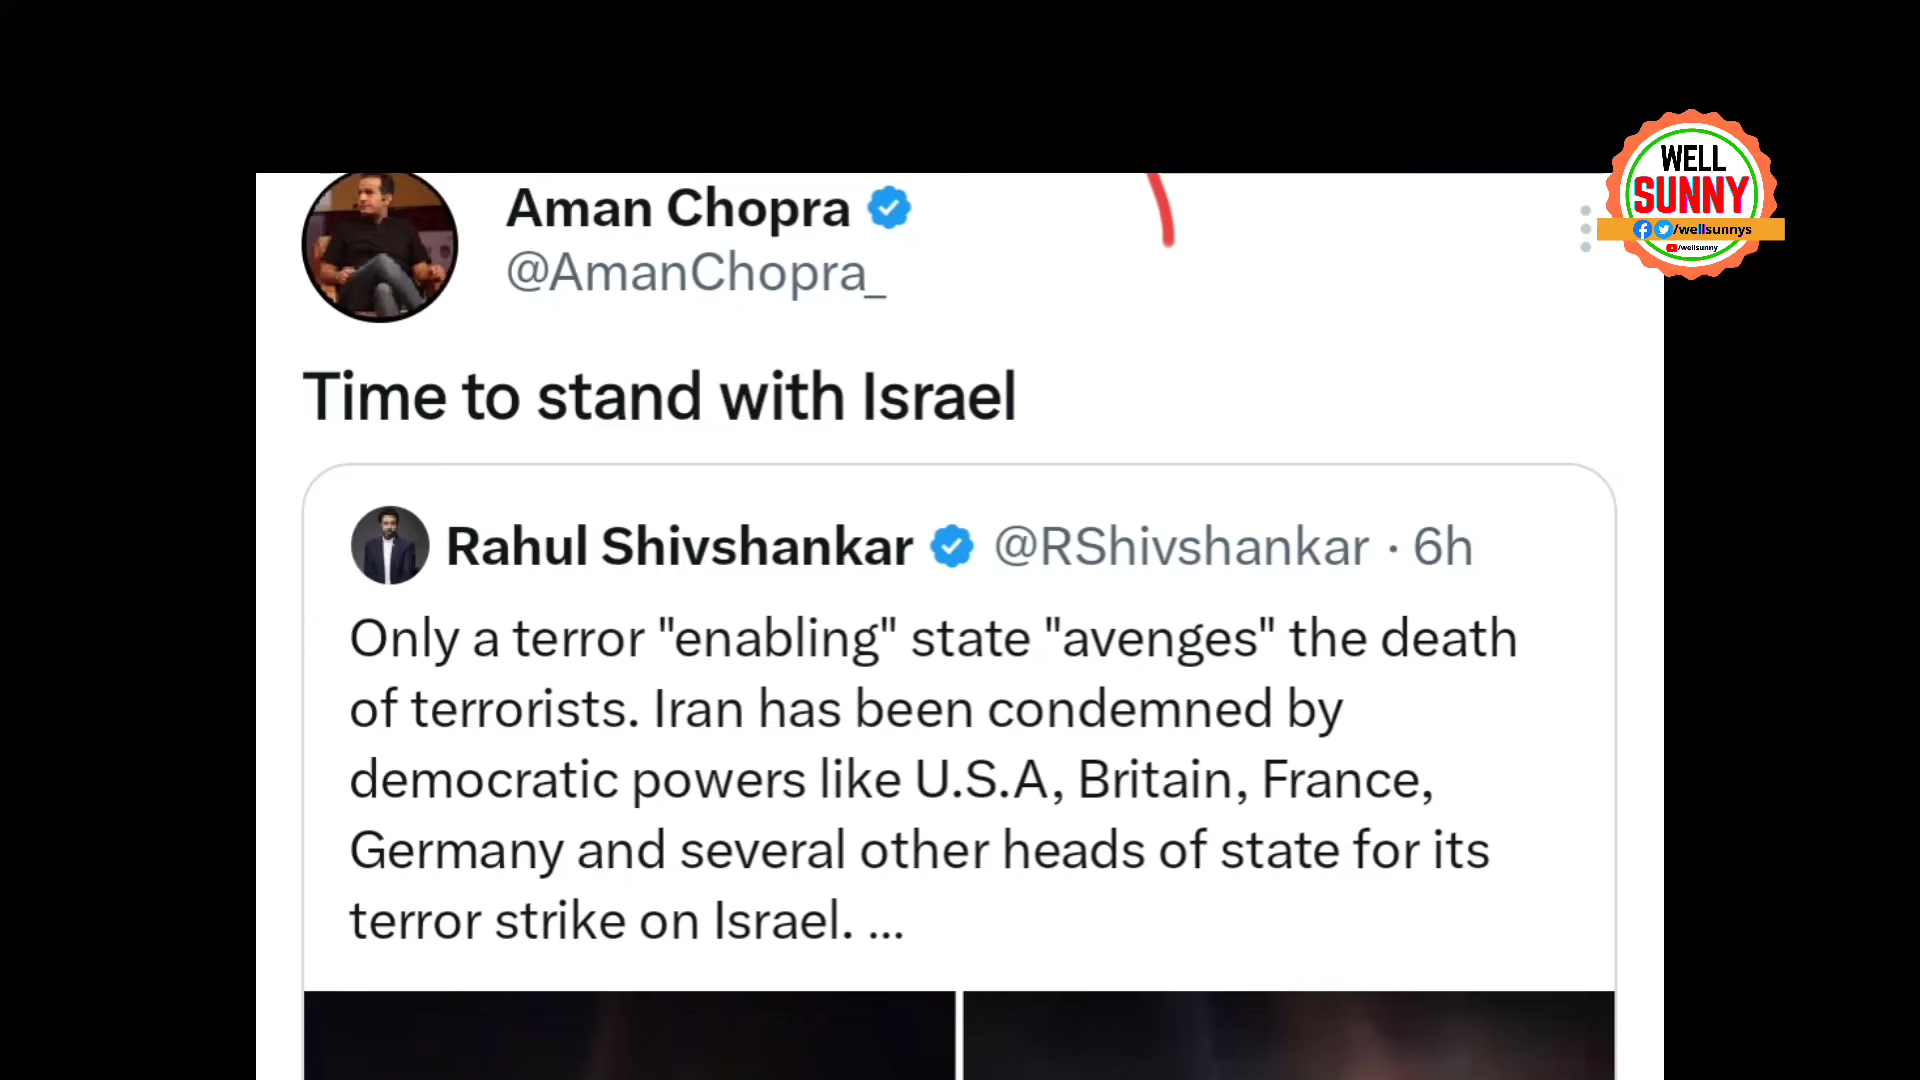 WELL
SUNNY
/wellsunnys
/wellsunny
Aman Chopra
@AmanChopra_
Time to stand with Israel
Rahul Shivshankar @RShivshankar · 6h
Only a terror "enabling" state "avenges" the death
of terrorists. Iran has been condemned by
democratic powers like U.S.A, Britain, France,
Germany and several other heads of state for its
terror strike on Israel. ...